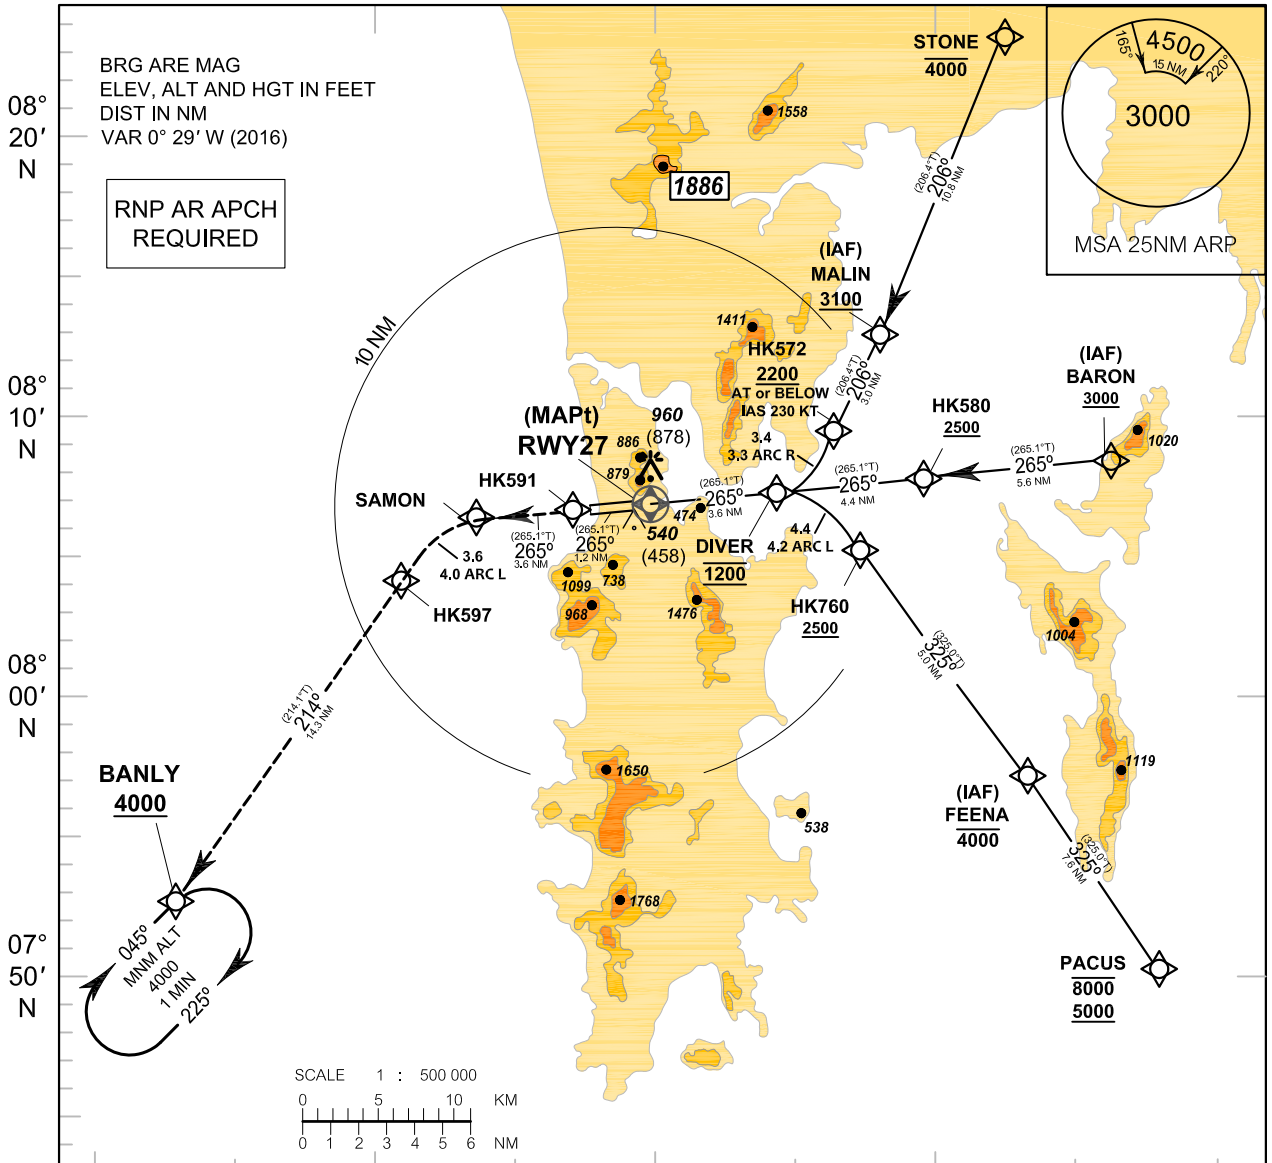 BRG ARE MAG
ELEV, ALT AND HGT IN FEET
DIST IN NM
VAR 0° 29′ W (2016)
RNP AR APCH
REQUIRED
08°
20′
N
08°
10′
N
08°
00′
N
07°
50′
N
STONE
4000
165°
4500
15 NM
220°
3000
MSA 25NM ARP
1558
1886
(206.4°T)
206°
10.8 NM
(IAF)
MALIN
3100
10 NM
1411
HK572
2200
AT or BELOW
IAS 230 KT
(206.4°T)
206°
3.0 NM
(IAF)
BARON
3000
HK580
2500
1020
(MAPt)
RWY27
960
(878)
886
879
3.4
3.3 ARC R
(265.1°T)
265°
5.6 NM
(265.1°T)
265°
4.4 NM
(265.1°T)
265°
3.6 NM
HK591
SAMON
474
(265.1°T)
265°
3.6 NM
(265.1°T)
265°
1.2 NM
540
(458)
DIVER
1200
4.4
4.2 ARC L
3.6
4.0 ARC L
1099
738
968
1476
HK597
HK760
2500
1004
(325.0°T)
325°
5.0 NM
(214.1°T)
214°
14.3 NM
BANLY
4000
1650
538
1119
(IAF)
FEENA
4000
(325.0°T)
325°
7.6 NM
1768
045°
MNM ALT
4000
1 MIN
225°
PACUS
8000
5000
SCALE 1 : 500 000
0 5 10 KM
0 1 2 3 4 5 6 NM